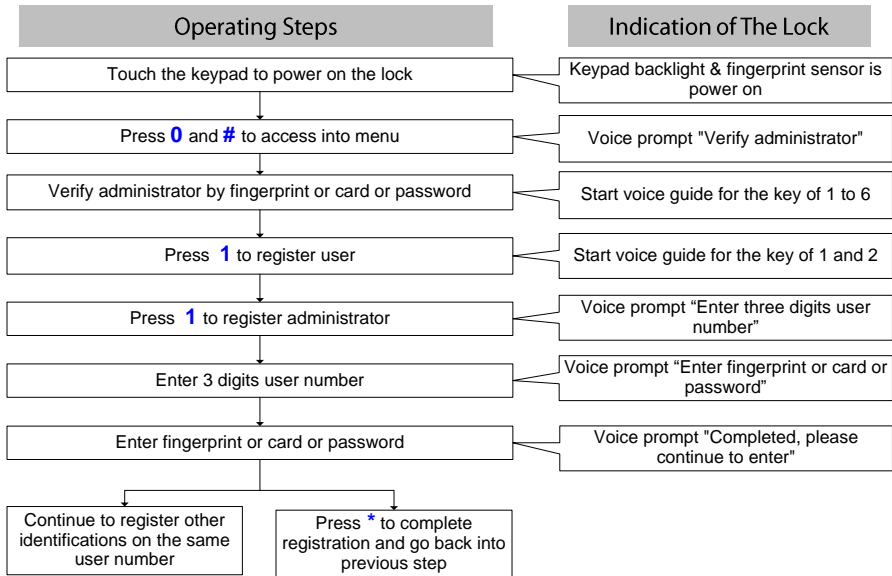 Operating Steps
Indication of The Lock
Touch the keypad to power on the lock
Keypad backlight & fingerprint sensor is
power on
Press 0 and # to access into menu
Voice prompt "Verify administrator"
Verify administrator by fingerprint or card or password
Start voice guide for the key of 1 to 6
Press 1 to register user
Start voice guide for the key of 1 and 2
Press 1 to register administrator
Voice prompt “Enter three digits user
number”
Enter 3 digits user number
Voice prompt “Enter fingerprint or card or
password”
Enter fingerprint or card or password
Voice prompt "Completed, please
continue to enter"
Continue to register other
identifications on the same
user number
Press * to complete
registration and go back into
previous step